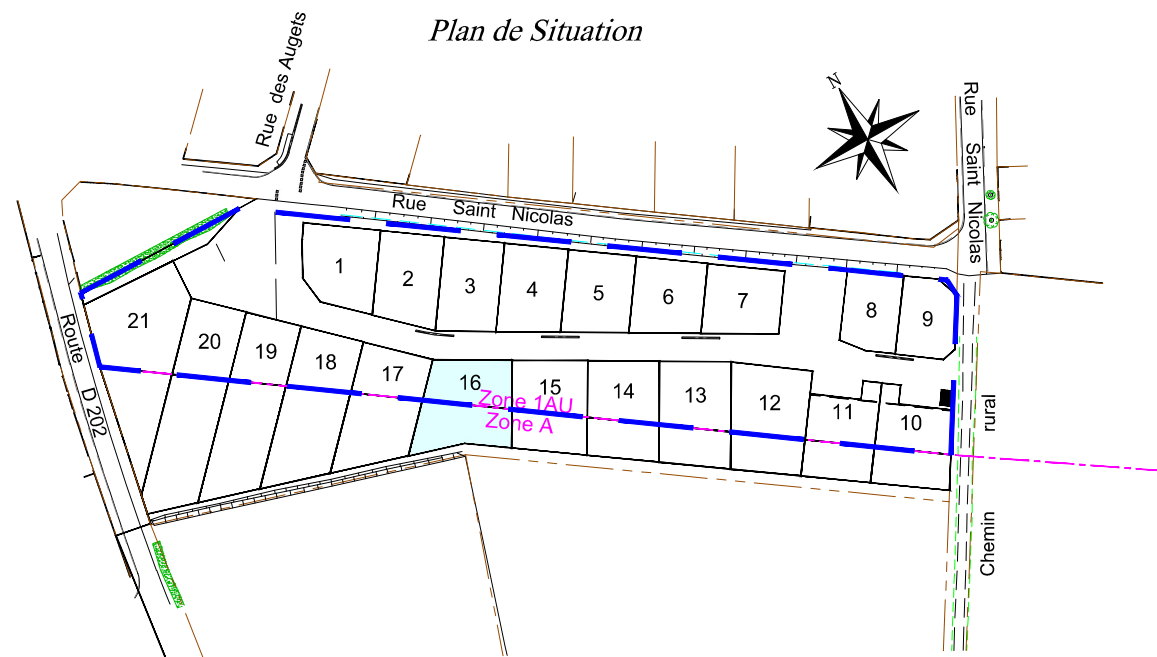 Plan de Situation
Rue des Augets
N
Rue Saint Nicolas
Rue Saint Nicolas
1
2
3
4
5
6
7
8
9
21
20
19
18
17
16
15
14
13
12
11
10
Zone 1AU
Zone A
Route D 202
Chemin rural